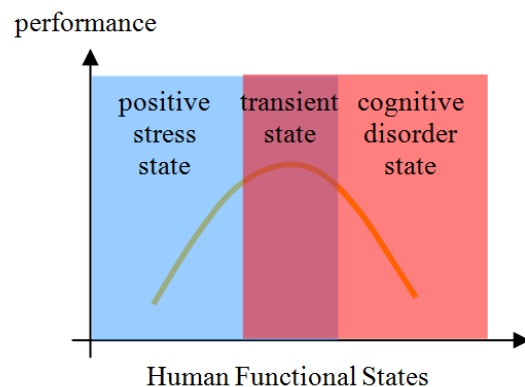 performance
positive
stress
state
transient
state
cognitive
disorder
state
Human Functional States